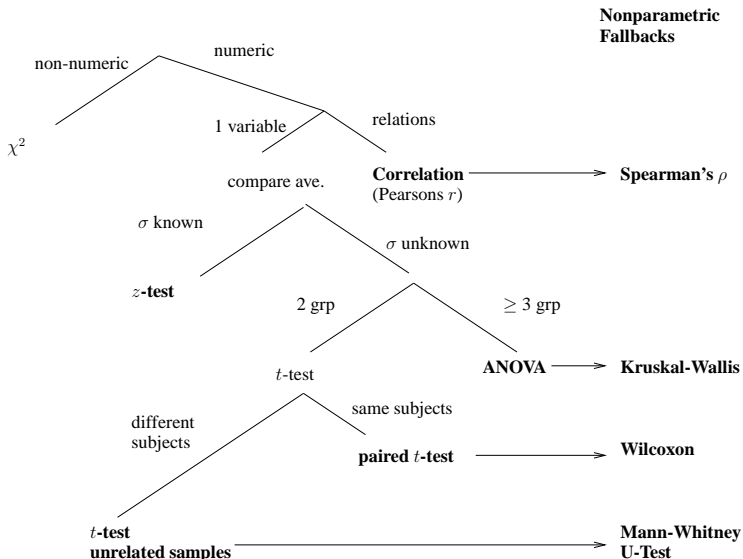 Nonparametric
Fallbacks
numeric
non-numeric
χ²
1 variable
relations
compare ave.
Correlation
(Pearsons r)
Spearman's ρ
σ known
σ unknown
z-test
2 grp
≥ 3 grp
t-test
ANOVA
Kruskal-Wallis
different
subjects
same subjects
paired t-test
Wilcoxon
t-test
unrelated samples
Mann-Whitney
U-Test